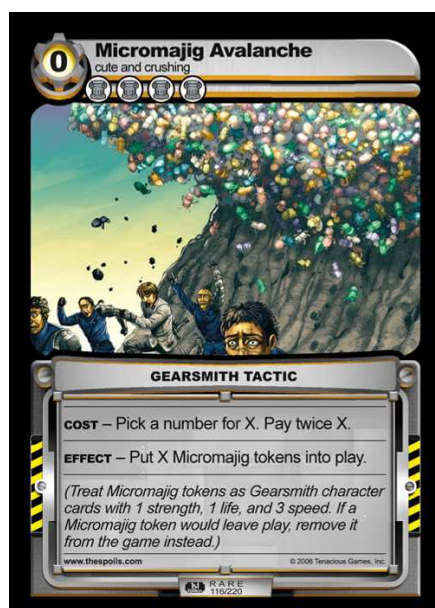 0
Micromajig Avalanche
cute and crushing
GEARSMITH TACTIC
COST – Pick a number for X. Pay twice X.
EFFECT – Put X Micromajig tokens into play.
(Treat Micromajig tokens as Gearsmith character
cards with 1 strength, 1 life, and 3 speed. If a
Micromajig token would leave play, remove it
from the game instead.)
www.thespoils.com
© 2006 Tenacious Games, Inc.
RARE
116/220